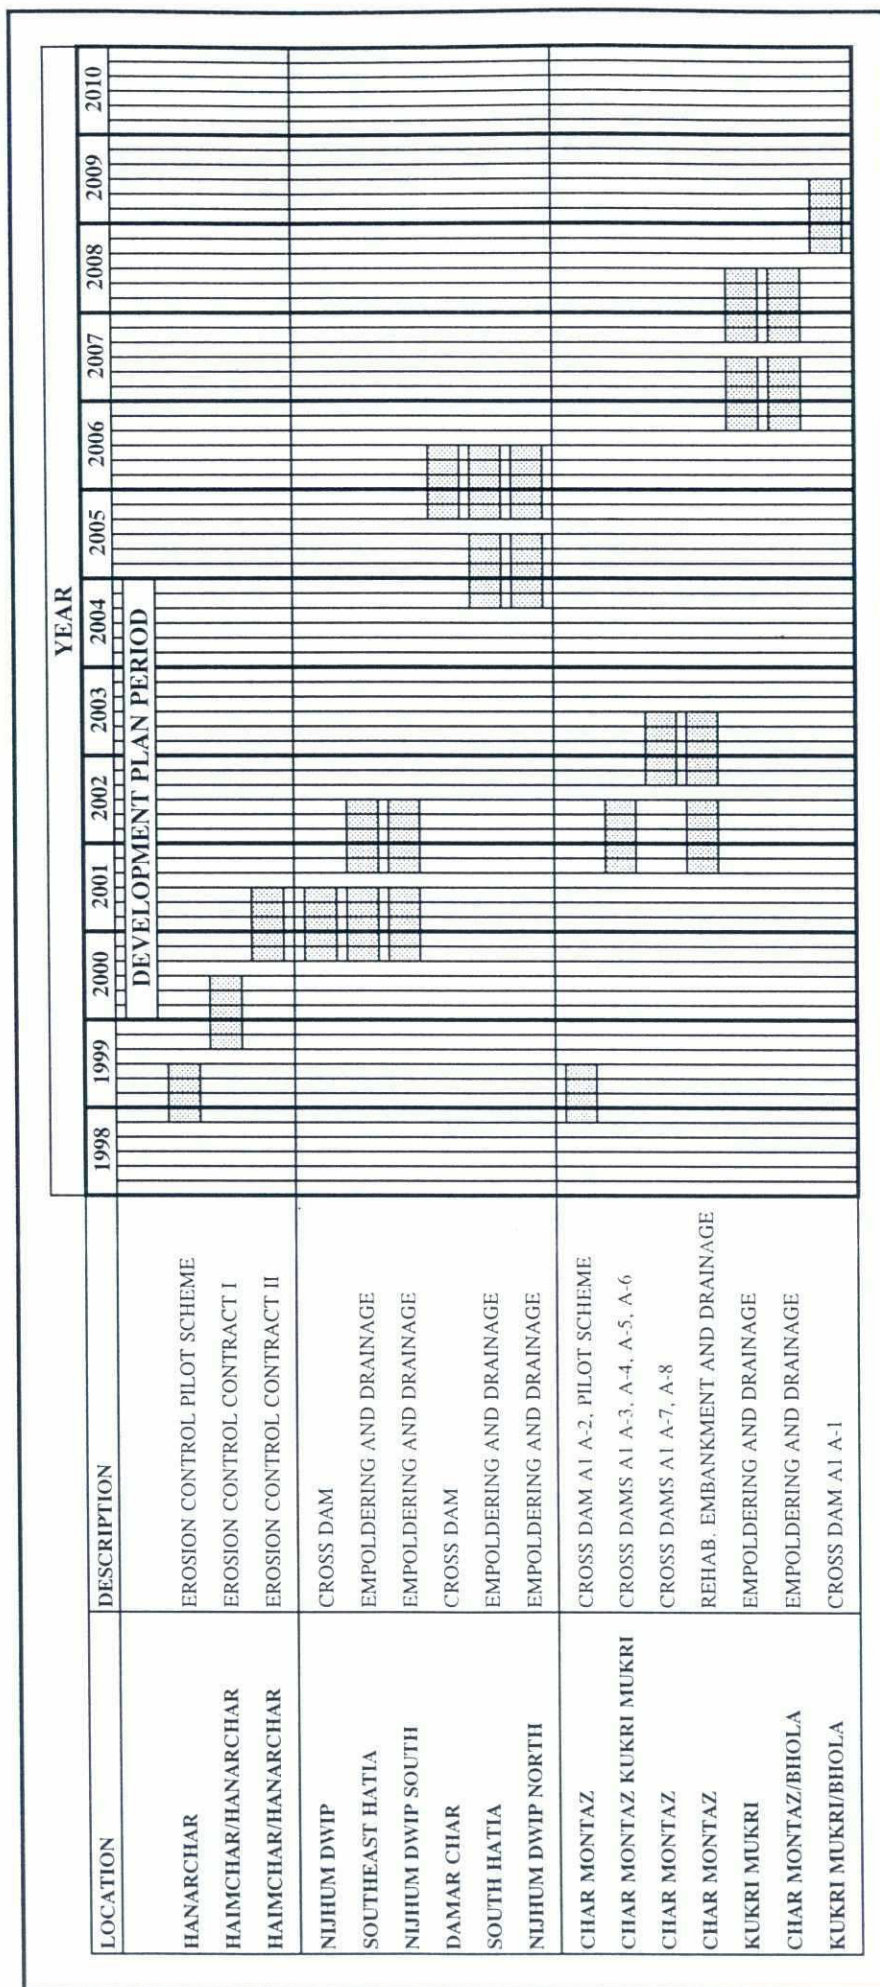 YEAR
LOCATION DESCRIPTION 1998 1999 2000 2001 2002 2003 2004 2005 2006 2007 2008 2009 2010
DEVELOPMENT PLAN PERIOD
HANARCHAR EROSION CONTROL PILOT SCHEME
HAIMCHAR/HANARCHAR EROSION CONTROL CONTRACT I
HAIMCHAR/HANARCHAR EROSION CONTROL CONTRACT II
NIJHUM DWIP CROSS DAM
SOUTHEAST HATIA EMPOLDERING AND DRAINAGE
NIJHUM DWIP SOUTH EMPOLDERING AND DRAINAGE
DAMAR CHAR CROSS DAM
SOUTH HATIA EMPOLDERING AND DRAINAGE
NIJHUM DWIP NORTH EMPOLDERING AND DRAINAGE
CHAR MONTAZ CROSS DAM A1 A-2, PILOT SCHEME
CHAR MONTAZ KUKRI MUKRI CROSS DAMS A1 A-3, A-4, A-5, A-6
CHAR MONTAZ CROSS DAMS A1 A-7, A-8
CHAR MONTAZ REHAB. EMBANKMENT AND DRAINAGE
KUKRI MUKRI EMPOLDERING AND DRAINAGE
CHAR MONTAZ/BHOLA EMPOLDERING AND DRAINAGE
KUKRI MUKRI/BHOLA CROSS DAM A1 A-1